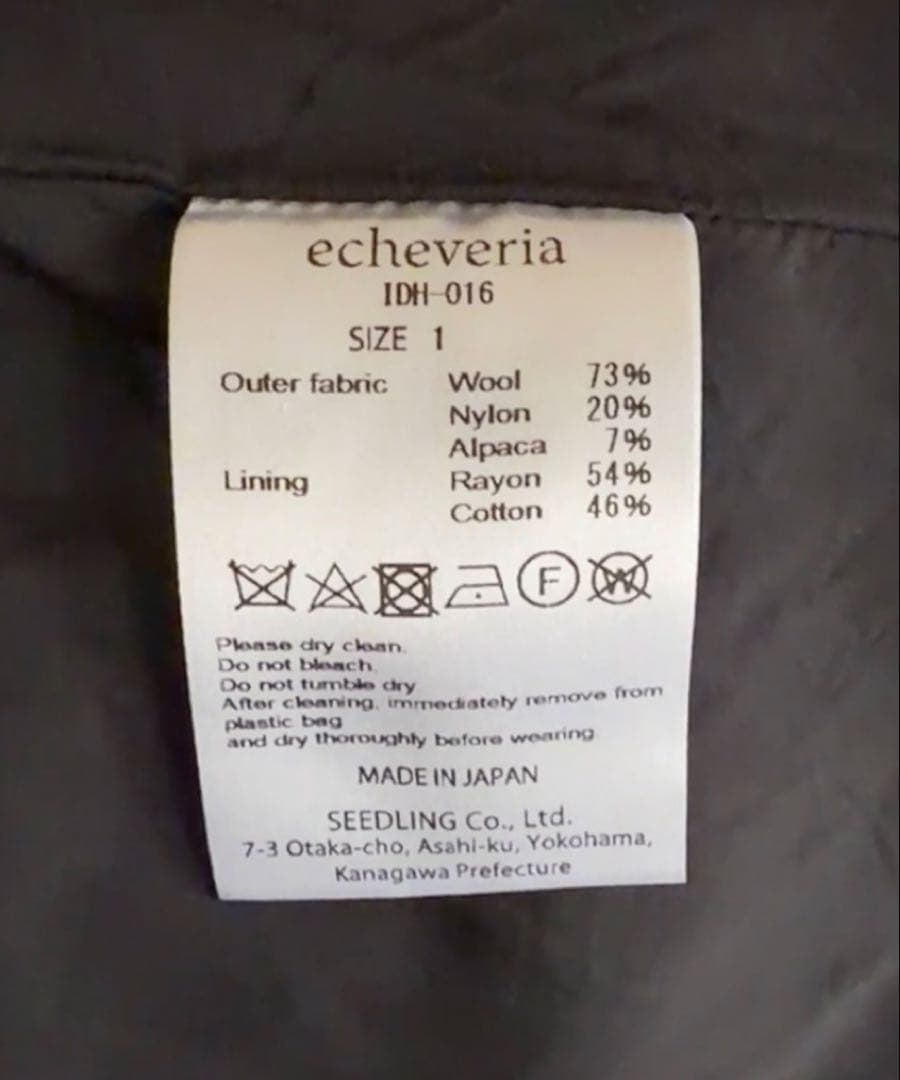 echeveria
IDH-016
SIZE 1
Outer fabric Wool 73%
Nylon 20%
Alpaca 7%
Lining Rayon 54%
Cotton 46%
F W
Please dry clean.
Do not bleach.
Do not tumble dry
After cleaning, immediately remove from
plastic bag
and dry thoroughly before wearing.
MADE IN JAPAN
SEEDLING Co., Ltd.
7-3 Otaka-cho, Asahi-ku, Yokohama,
Kanagawa Prefecture